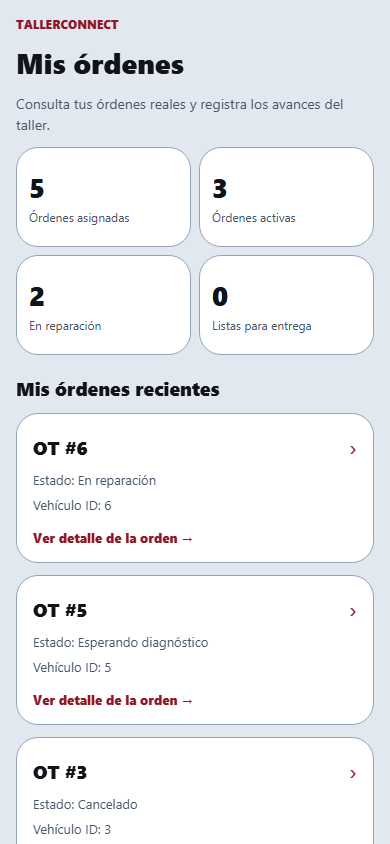 TALLERCONNECT
Mis órdenes
Consulta tus órdenes reales y registra los avances del
taller.
5
Órdenes asignadas
3
Órdenes activas
2
En reparación
0
Listas para entrega
Mis órdenes recientes
OT #6
›
Estado: En reparación
Vehículo ID: 6
Ver detalle de la orden →
OT #5
›
Estado: Esperando diagnóstico
Vehículo ID: 5
Ver detalle de la orden →
OT #3
›
Estado: Cancelado
Vehículo ID: 3